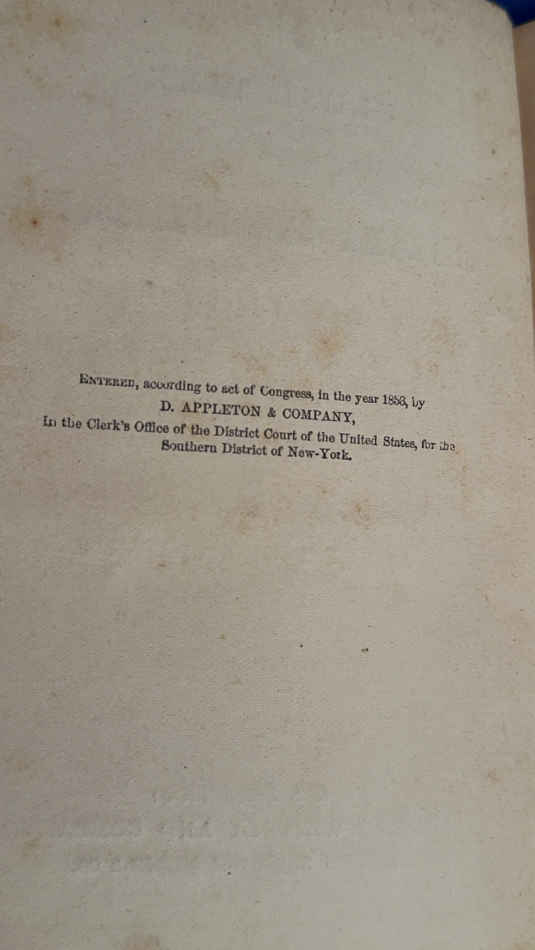 ENTERED, according to act of Congress, in the year 1853, by
D. APPLETON & COMPANY,
In the Clerk's Office of the District Court of the United States, for the
Southern District of New-York.